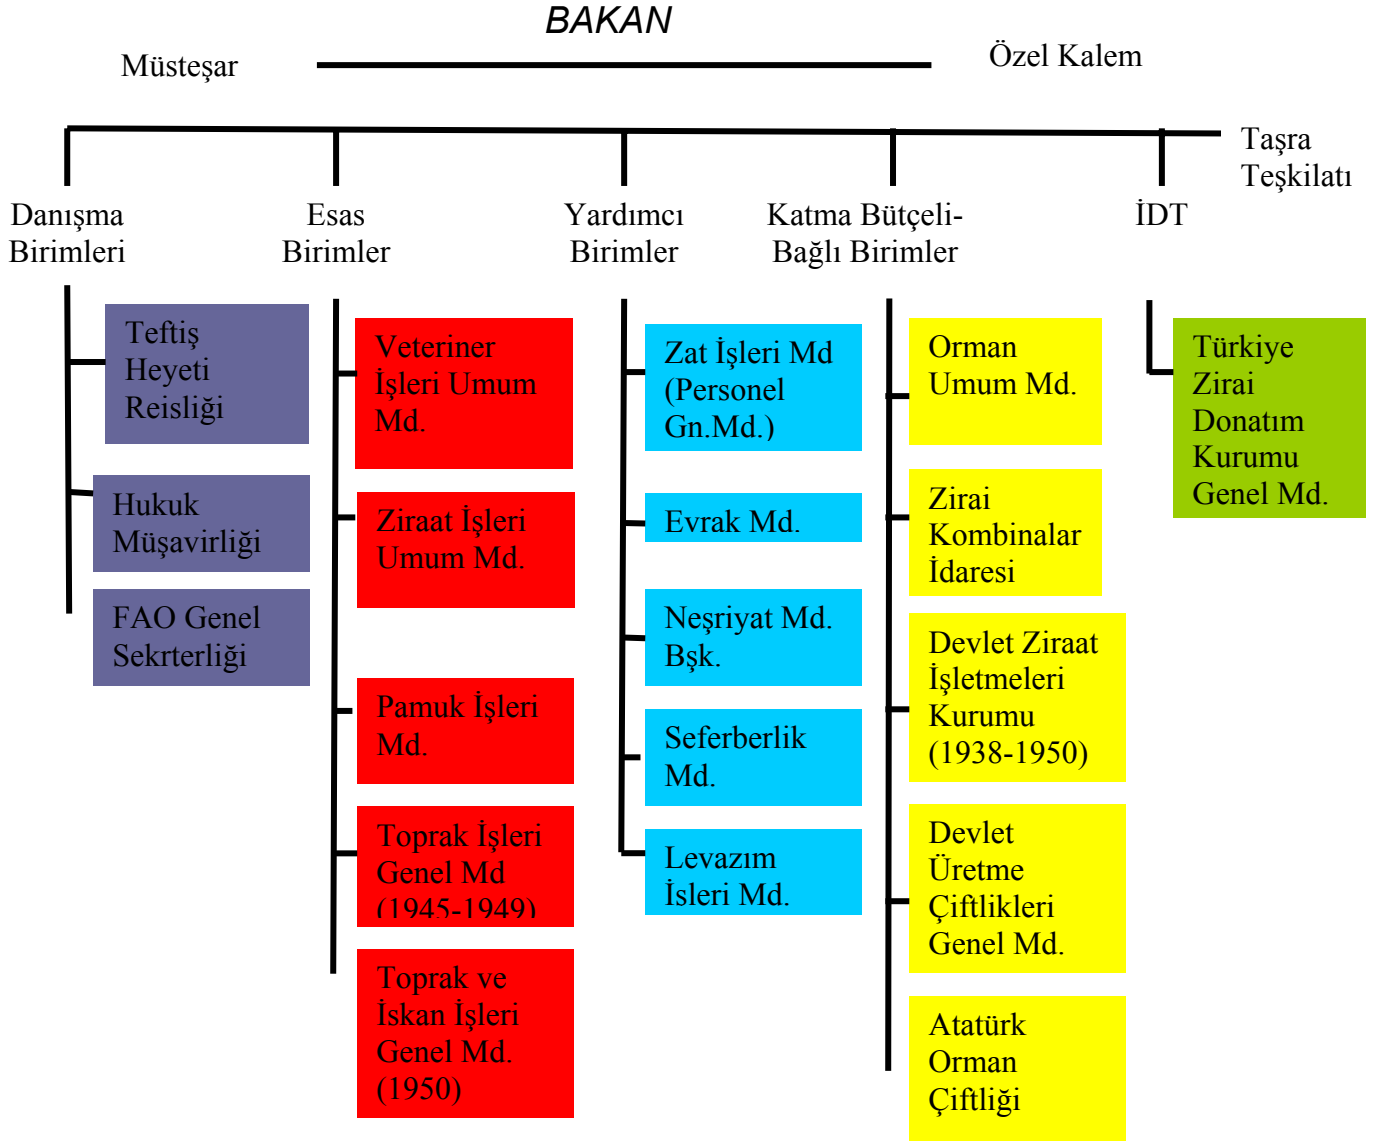 BAKAN
Müsteşar
Özel Kalem
Taşra
Teşkilatı
Danışma
Birimleri
Esas
Birimler
Yardımcı
Birimler
Katma Bütçeli-
Bağlı Birimler
İDT
Teftiş
Heyeti
Reisliği
Hukuk
Müşavirliği
FAO Genel
Sekrterliği
Veteriner
İşleri Umum
Md.
Ziraat İşleri
Umum Md.
Pamuk İşleri
Md.
Toprak İşleri
Genel Md
(1945-1949)
Toprak ve
İskan İşleri
Genel Md.
(1950)
Zat İşleri Md
(Personel
Gn.Md.)
Evrak Md.
Neşriyat Md.
Bşk.
Seferberlik
Md.
Levazım
İsleri Md.
Orman
Umum Md.
Zirai
Kombinalar
İdaresi
Devlet Ziraat
İşletmeleri
Kurumu
(1938-1950)
Devlet
Üretme
Çiftlikleri
Genel Md.
Atatürk
Orman
Çiftliği
Türkiye
Zirai
Donatım
Kurumu
Genel Md.